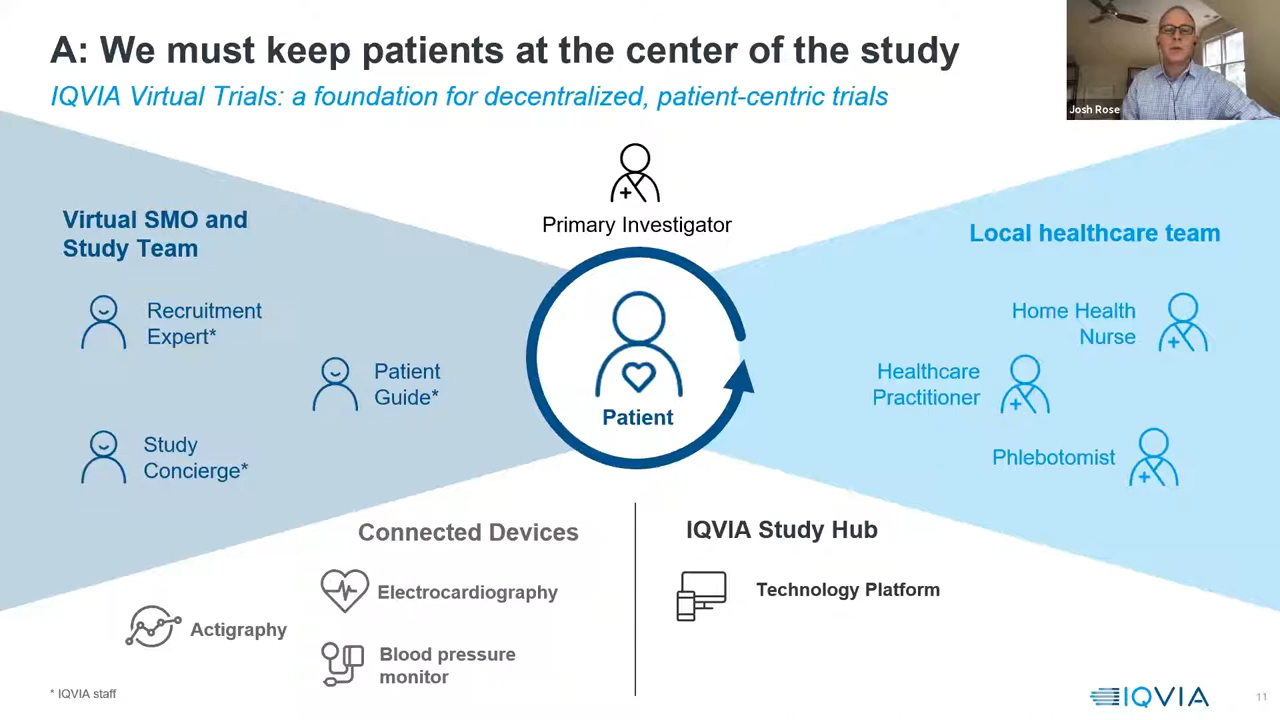 A: We must keep patients at the center of the study
IQVIA Virtual Trials: a foundation for decentralized, patient-centric trials
Josh Rose
Primary Investigator
Virtual SMO and
Study Team
Recruitment
Expert*
Patient
Guide*
Study
Concierge*
Patient
Local healthcare team
Home Health
Nurse
Healthcare
Practitioner
Phlebotomist
Connected Devices
Electrocardiography
Actigraphy
Blood pressure
monitor
IQVIA Study Hub
Technology Platform
* IQVIA staff
IQVIA
11